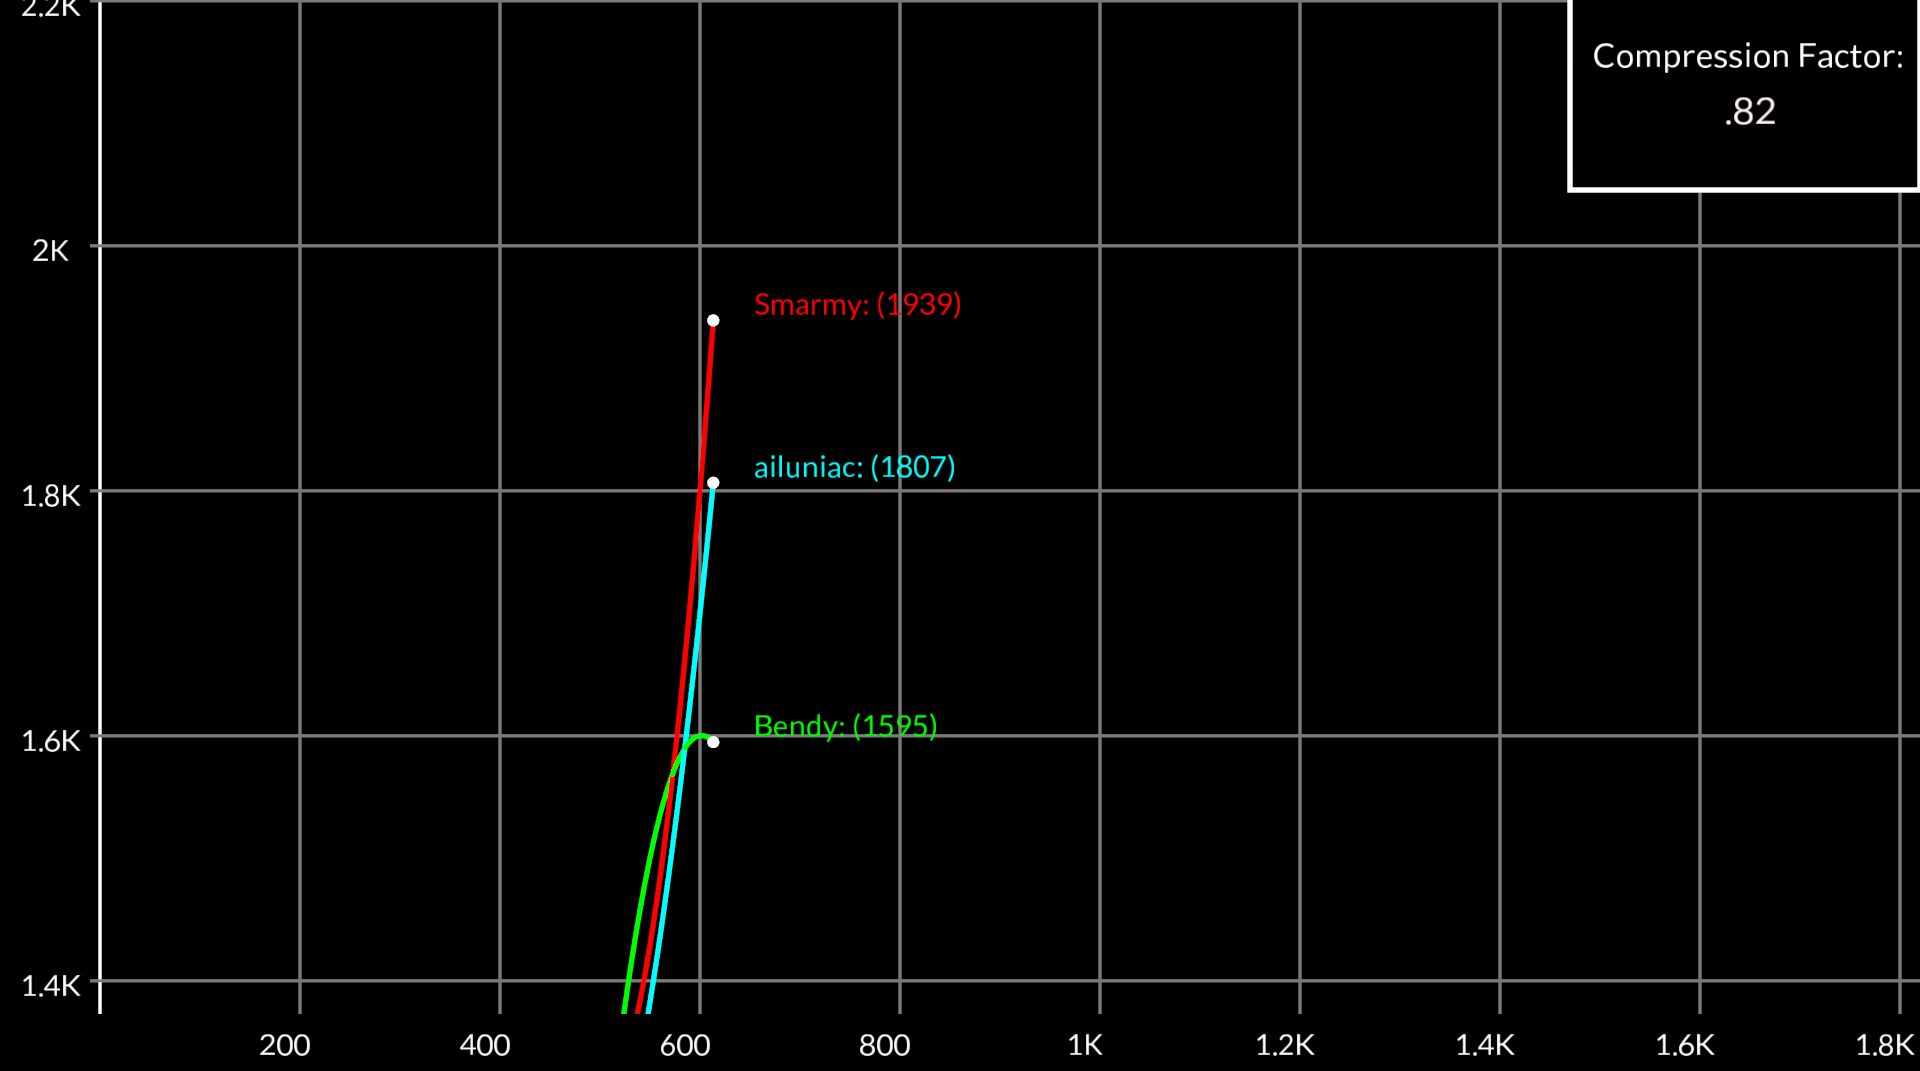 2.2K
Compression Factor:
.82
2K
Smarmy: (1939)
ailuniac: (1807)
1.8K
Bendy: (1595)
1.6K
1.4K
200 400 600 800 1K 1.2K 1.4K 1.6K 1.8K